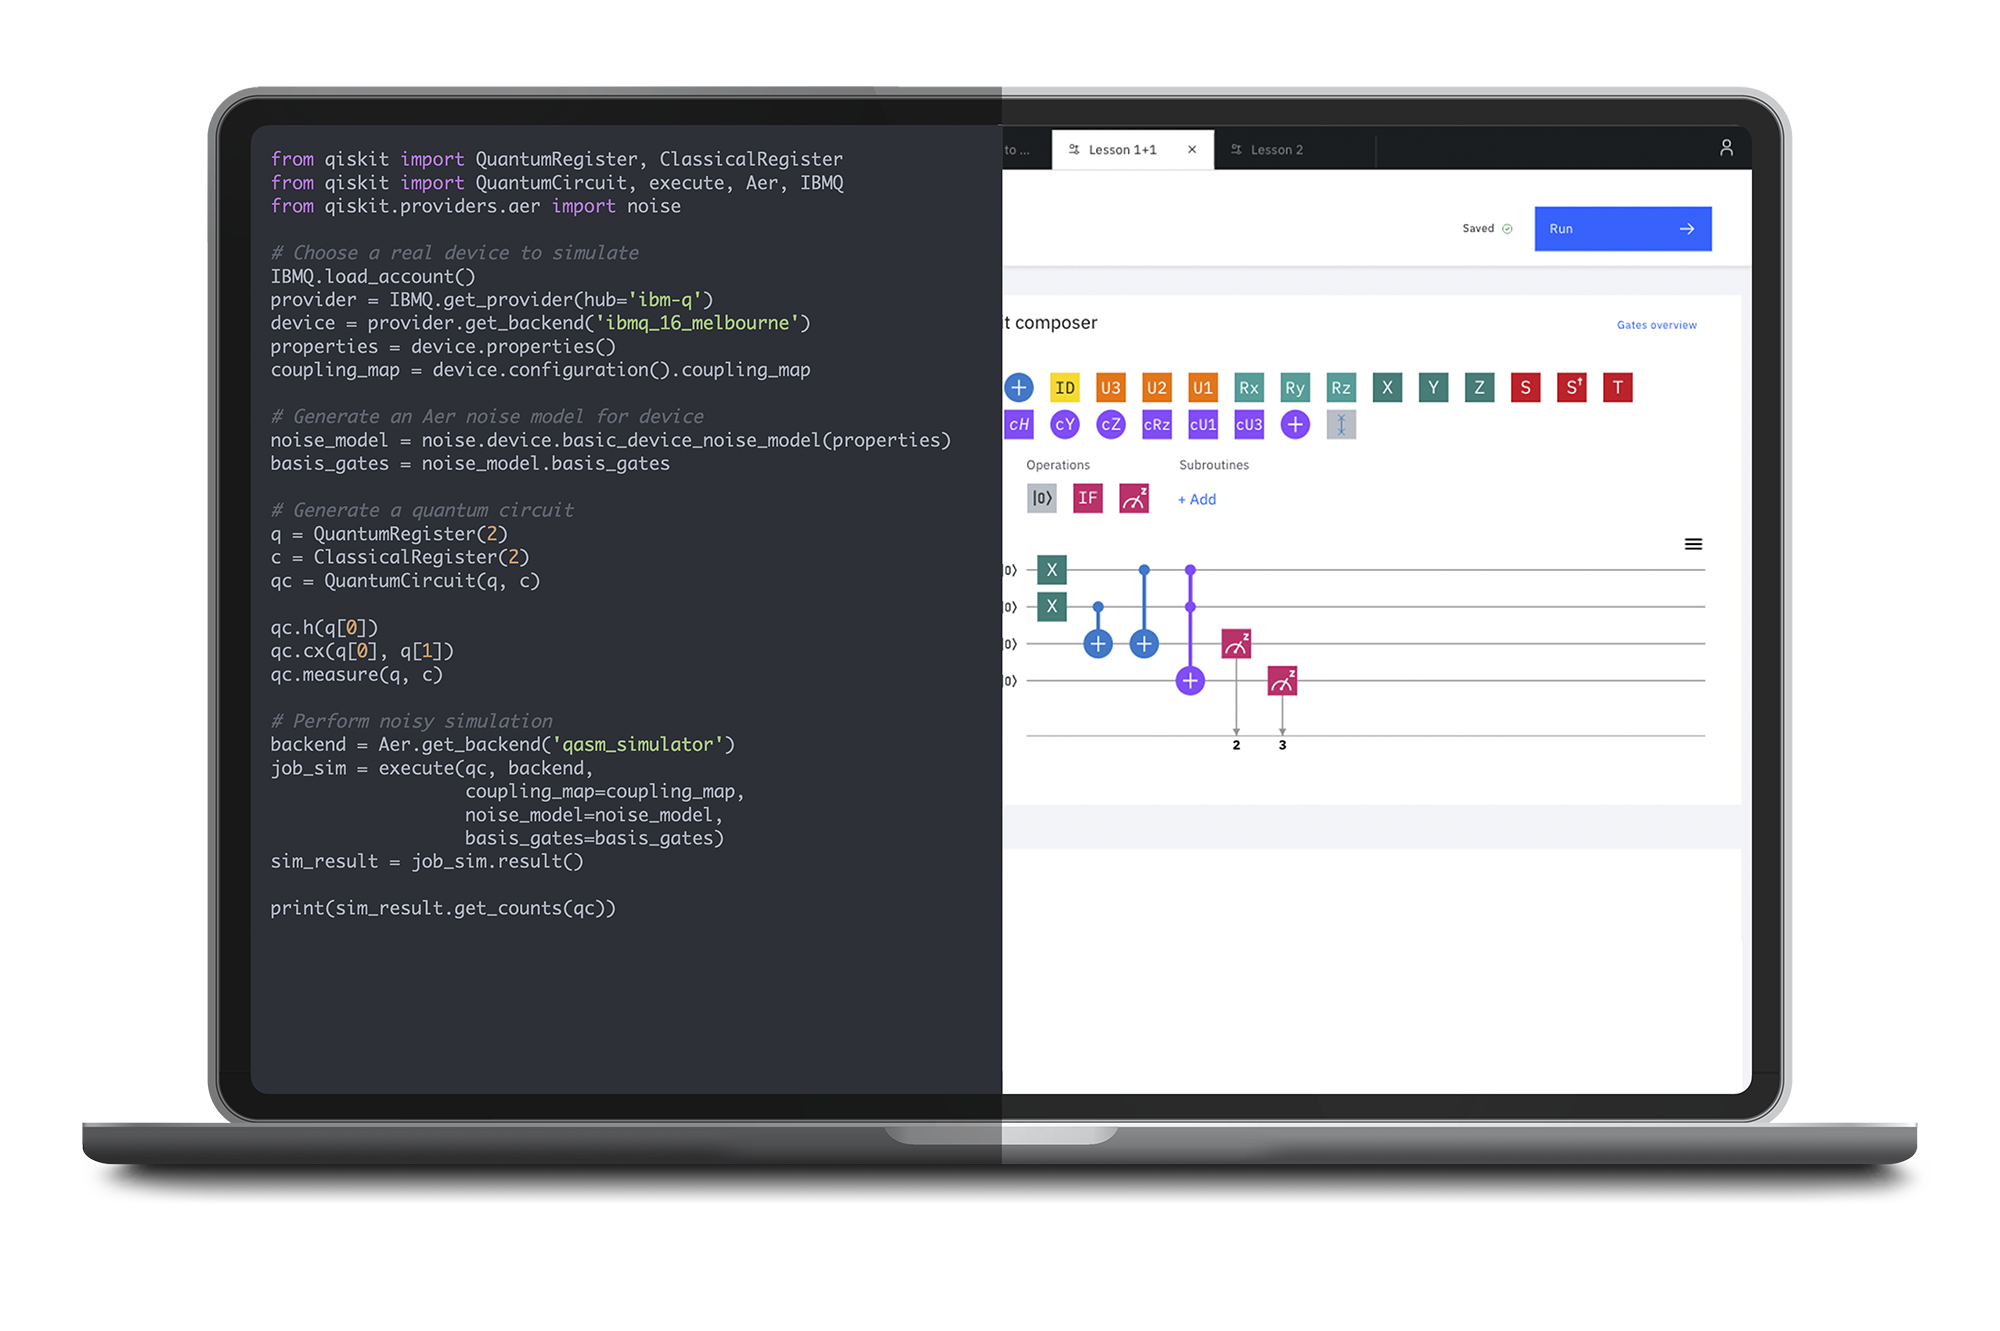 from qiskit import QuantumRegister, ClassicalRegister
from qiskit import QuantumCircuit, execute, Aer, IBMQ
from qiskit.providers.aer import noise
# Choose a real device to simulate
IBMQ.load_account()
provider = IBMQ.get_provider(hub='ibm-q')
device = provider.get_backend('ibmq_16_melbourne')
properties = device.properties()
coupling_map = device.configuration().coupling_map
# Generate an Aer noise model for device
noise_model = noise.device.basic_device_noise_model(properties)
basis_gates = noise_model.basis_gates
# Generate a quantum circuit
q = QuantumRegister(2)
c = ClassicalRegister(2)
qc = QuantumCircuit(q, c)
qc.h(q[0])
qc.cx(q[0], q[1])
qc.measure(q, c)
# Perform noisy simulation
backend = Aer.get_backend('qasm_simulator')
job_sim = execute(qc, backend,
coupling_map=coupling_map,
noise_model=noise_model,
basis_gates=basis_gates)
sim_result = job_sim.result()
print(sim_result.get_counts(qc))
to ... Lesson 1+1 × Lesson 2
Saved Run →
it composer Gates overview
+ ID U3 U2 U1 Rx Ry Rz X Y Z S S† T
cH cY cZ cRz cU1 cU3 +
Operations Subroutines
|0⟩ IF z + Add
|0⟩ X
|0⟩ X
|0⟩ + + z
|0⟩ + z
2 3